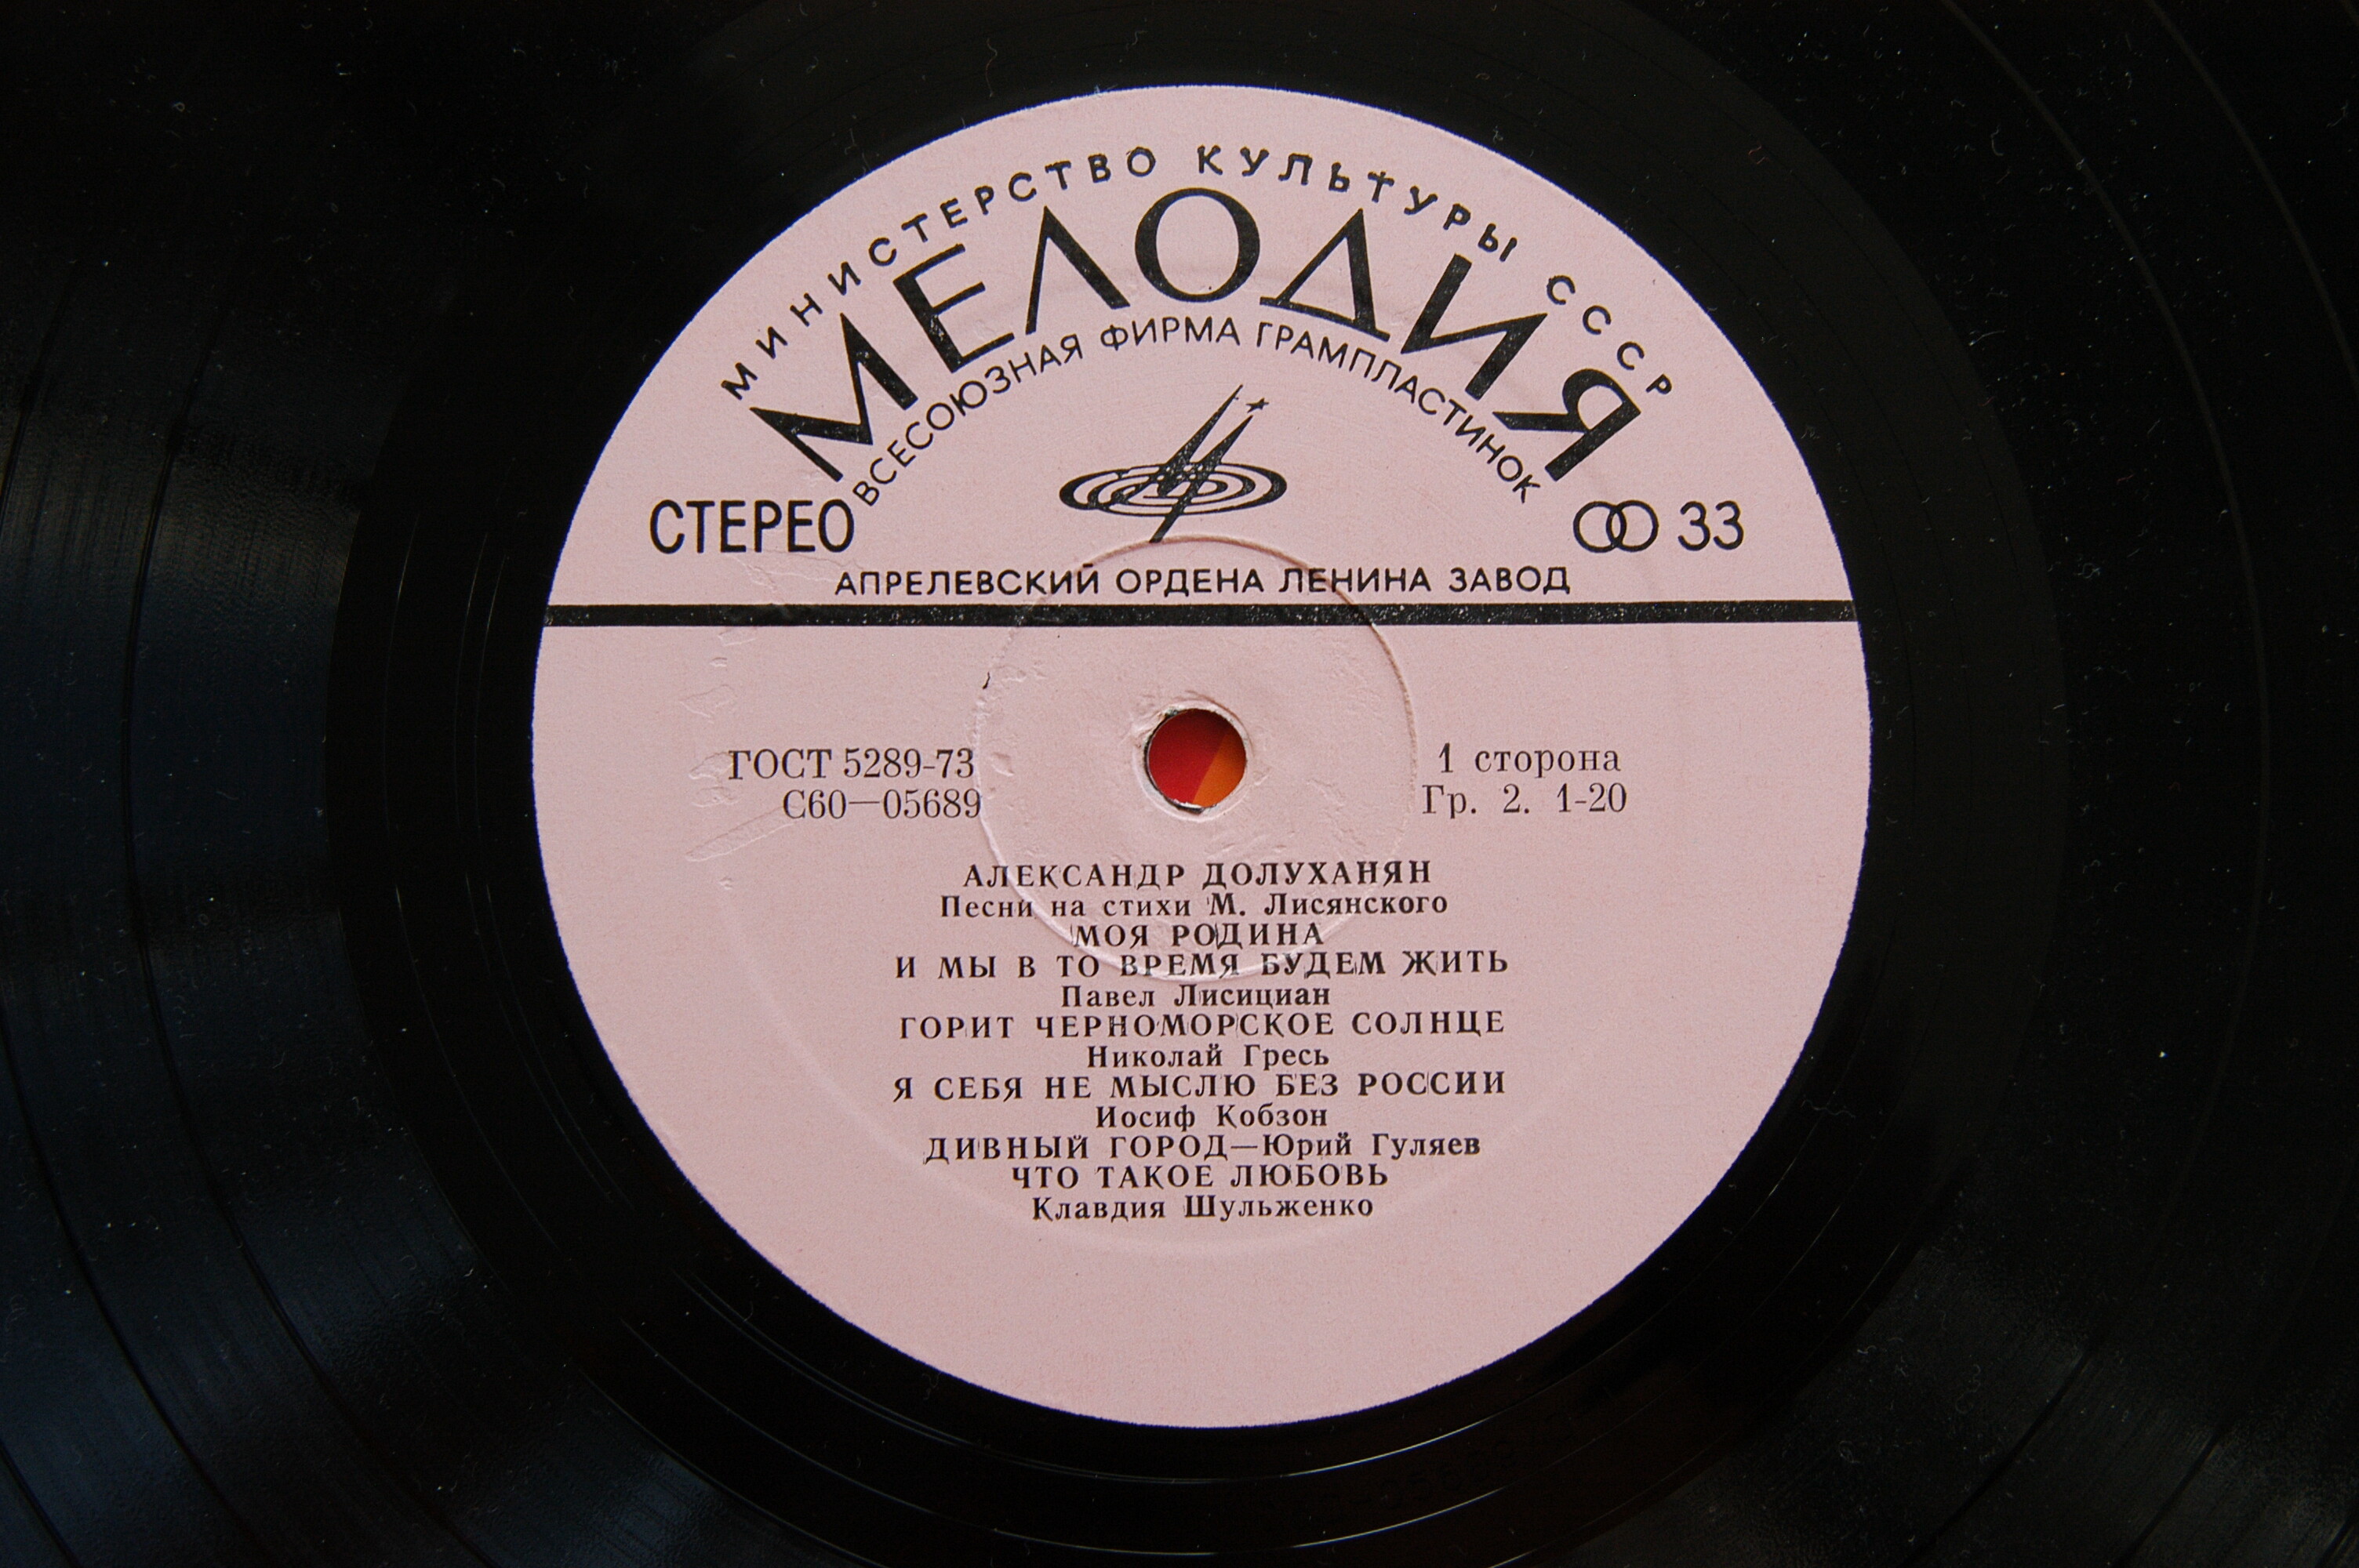 МИНИСТЕРСТВО КУЛЬТУРЫ СССР
МЕЛОДИЯ
ВСЕСОЮЗНАЯ ФИРМА ГРАМПЛАСТИНОК
СТЕРЕО
33
АПРЕЛЕВСКИЙ ОРДЕНА ЛЕНИНА ЗАВОД
ГОСТ 5289-73
С60—05689
1 сторона
Гр. 2. 1-20
АЛЕКСАНДР ДОЛУХАНЯН
Песни на стихи М. Лисянского
МОЯ РОДИНА
И МЫ В ТО ВРЕМЯ БУДЕМ ЖИТЬ
Павел Лисициан
ГОРИТ ЧЕРНОМОРСКОЕ СОЛНЦЕ
Николай Гресь
Я СЕБЯ НЕ МЫСЛЮ БЕЗ РОССИИ
Иосиф Кобзон
ДИВНЫЙ ГОРОД—Юрий Гуляев
ЧТО ТАКОЕ ЛЮБОВЬ
Клавдия Шульженко